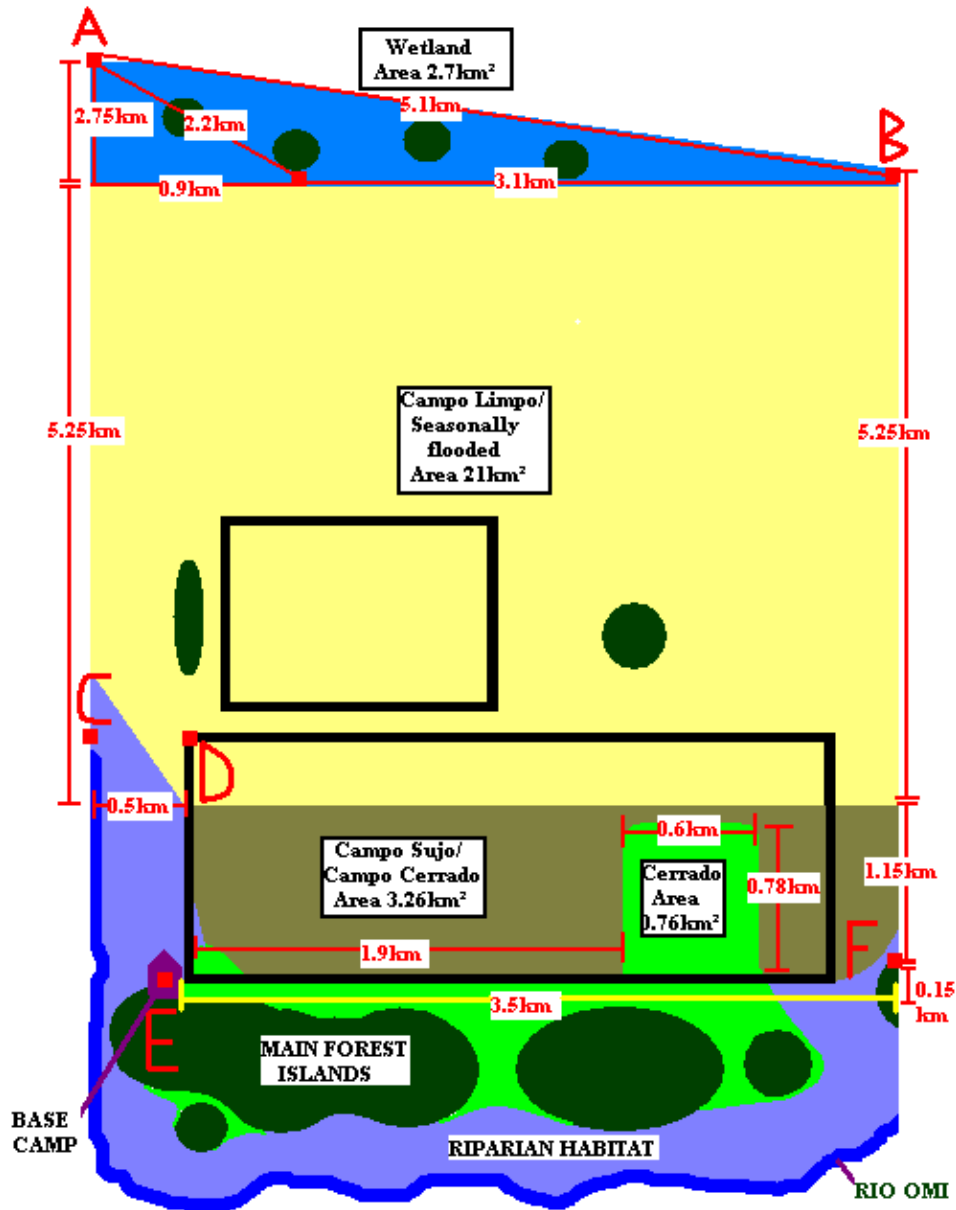 A
Wetland
Area 2.7km²
2.75km
2.2km
5.1km
B
0.9km
3.1km
Campo Limpo/
Seasonally
flooded
Area 21km²
5.25km
5.25km
C
D
0.5km
0.6km
Campo Sujo/
Campo Cerrado
Area 3.26km²
Cerrado
Area
0.76km²
0.78km
1.15km
1.9km
F
3.5km
0.15
km
E
MAIN FOREST
ISLANDS
BASE
CAMP
RIPARIAN HABITAT
RIO OMI